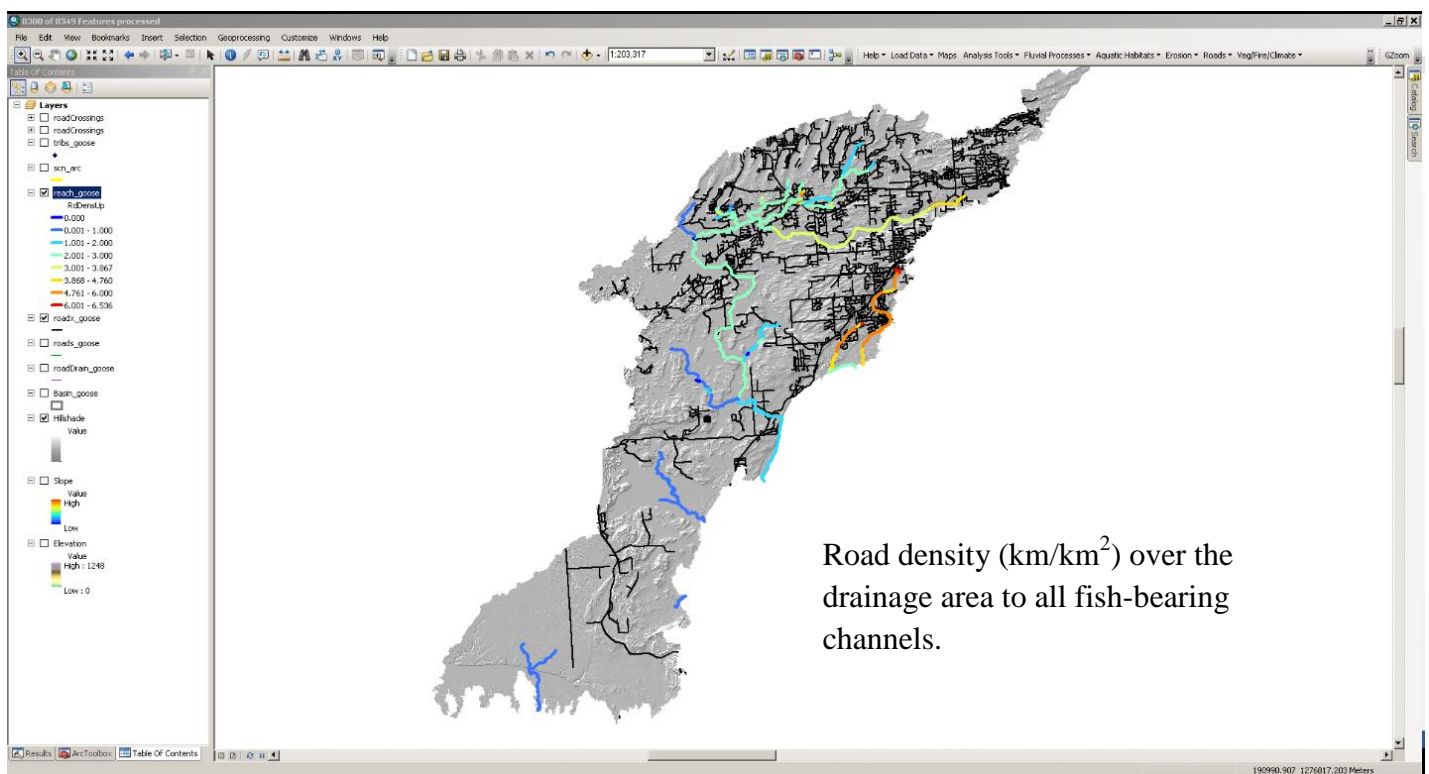 8300 of 8349 Features processed
File Edit View Bookmarks Insert Selection Geoprocessing Customize Windows Help
1:203,317
Help Load Data Maps Analysis Tools Fluvial Processes Aquatic Habitats Erosion Roads Veg/Fire/Climate
GZoom
Table Of Contents
Layers
roadCrossings
roadCrossings
tribs_goose
scn_arc
reach_goose
RdDensUp
0.000
0.001 - 1.000
1.001 - 2.000
2.001 - 3.000
3.001 - 3.867
3.868 - 4.760
4.761 - 6.000
6.001 - 6.536
roadx_goose
roads_goose
roadDrain_goose
Basin_goose
Hillshade
Value
Slope
Value
High
Low
Elevation
Value
High : 1248
Low : 0
Catalog
Search
Road density (km/km²) over the
drainage area to all fish-bearing
channels.
Results ArcToolbox Table Of Contents
190990.907 1276817.203 Meters